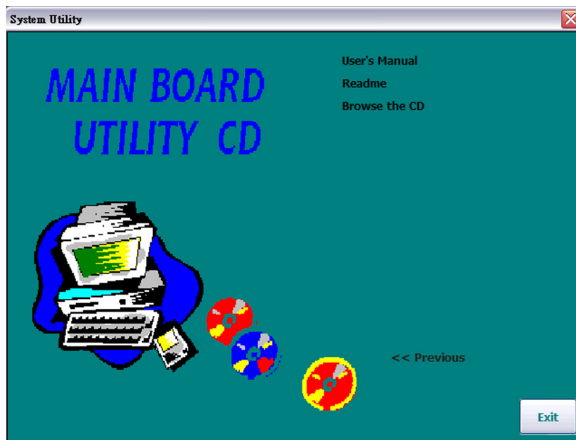 System Utility
MAIN BOARD
UTILITY CD
User's Manual
Readme
Browse the CD
<< Previous
Exit